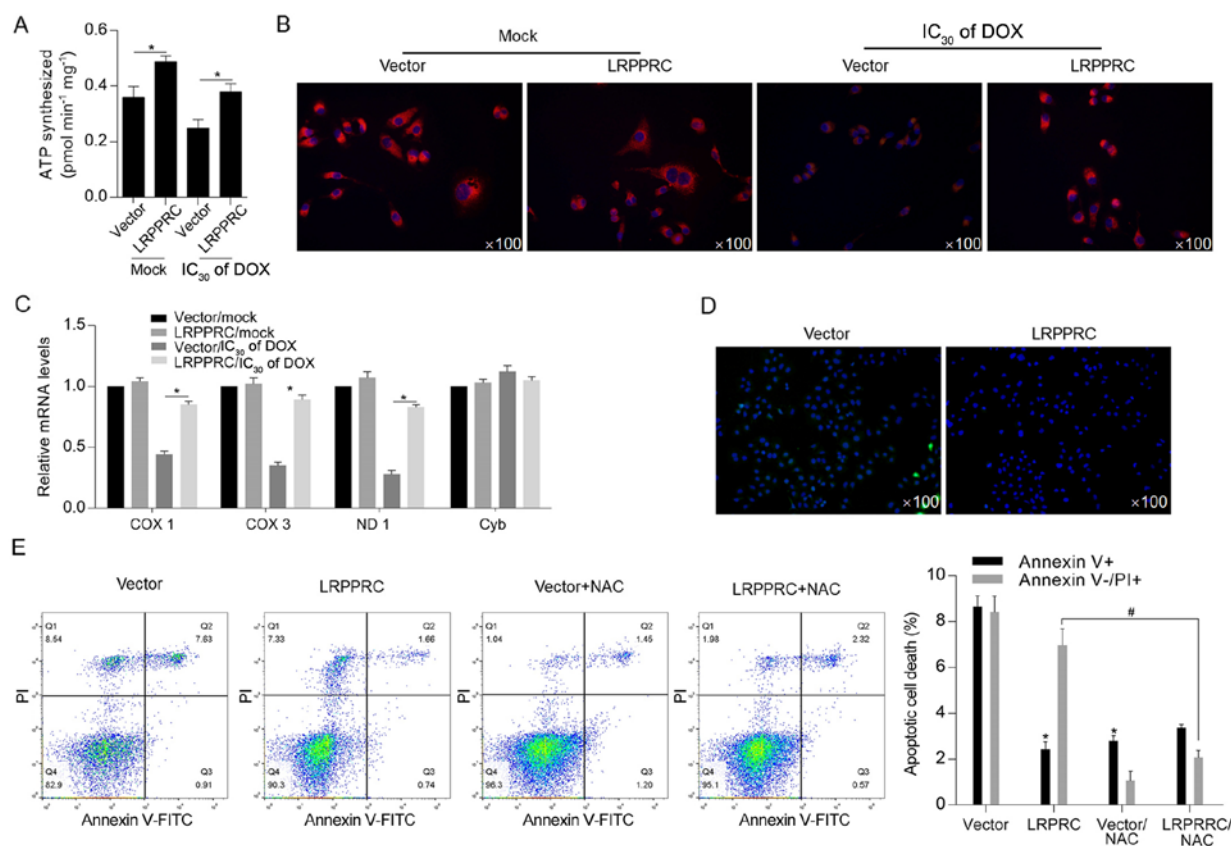 A
ATP synthesized
(pmol min⁻¹ mg⁻¹)
0.6
0.4
0.2
0.0
*
*
Vector
LRPPRC
Vector
LRPPRC
Mock
IC₃₀ of DOX
B
Mock
IC₃₀ of DOX
Vector
LRPPRC
Vector
LRPPRC
×100
×100
×100
×100
C
Relative mRNA levels
1.5
1.0
0.5
0.0
Vector/mock
LRPPRC/mock
Vector/IC₃₀ of DOX
LRPPRC/IC₃₀ of DOX
*
*
*
COX 1
COX 3
ND 1
Cyb
D
Vector
LRPPRC
×100
×100
E
Vector
LRPPRC
Vector+NAC
LRPPRC+NAC
PI
Q1
8.54
Q2
7.63
Q4
82.9
Q3
0.91
Annexin V-FITC
PI
Q1
7.33
Q2
1.66
Q4
90.3
Q3
0.74
Annexin V-FITC
PI
Q1
1.04
Q2
1.45
Q4
96.3
Q3
1.20
Annexin V-FITC
PI
Q1
1.98
Q2
2.32
Q4
95.1
Q3
0.57
Annexin V-FITC
Apoptotic cell death (%)
10
8
6
4
2
0
Annexin V+
Annexin V-/PI+
#
*
*
Vector
LRPRC
Vector/
NAC
LRPRRC/
NAC